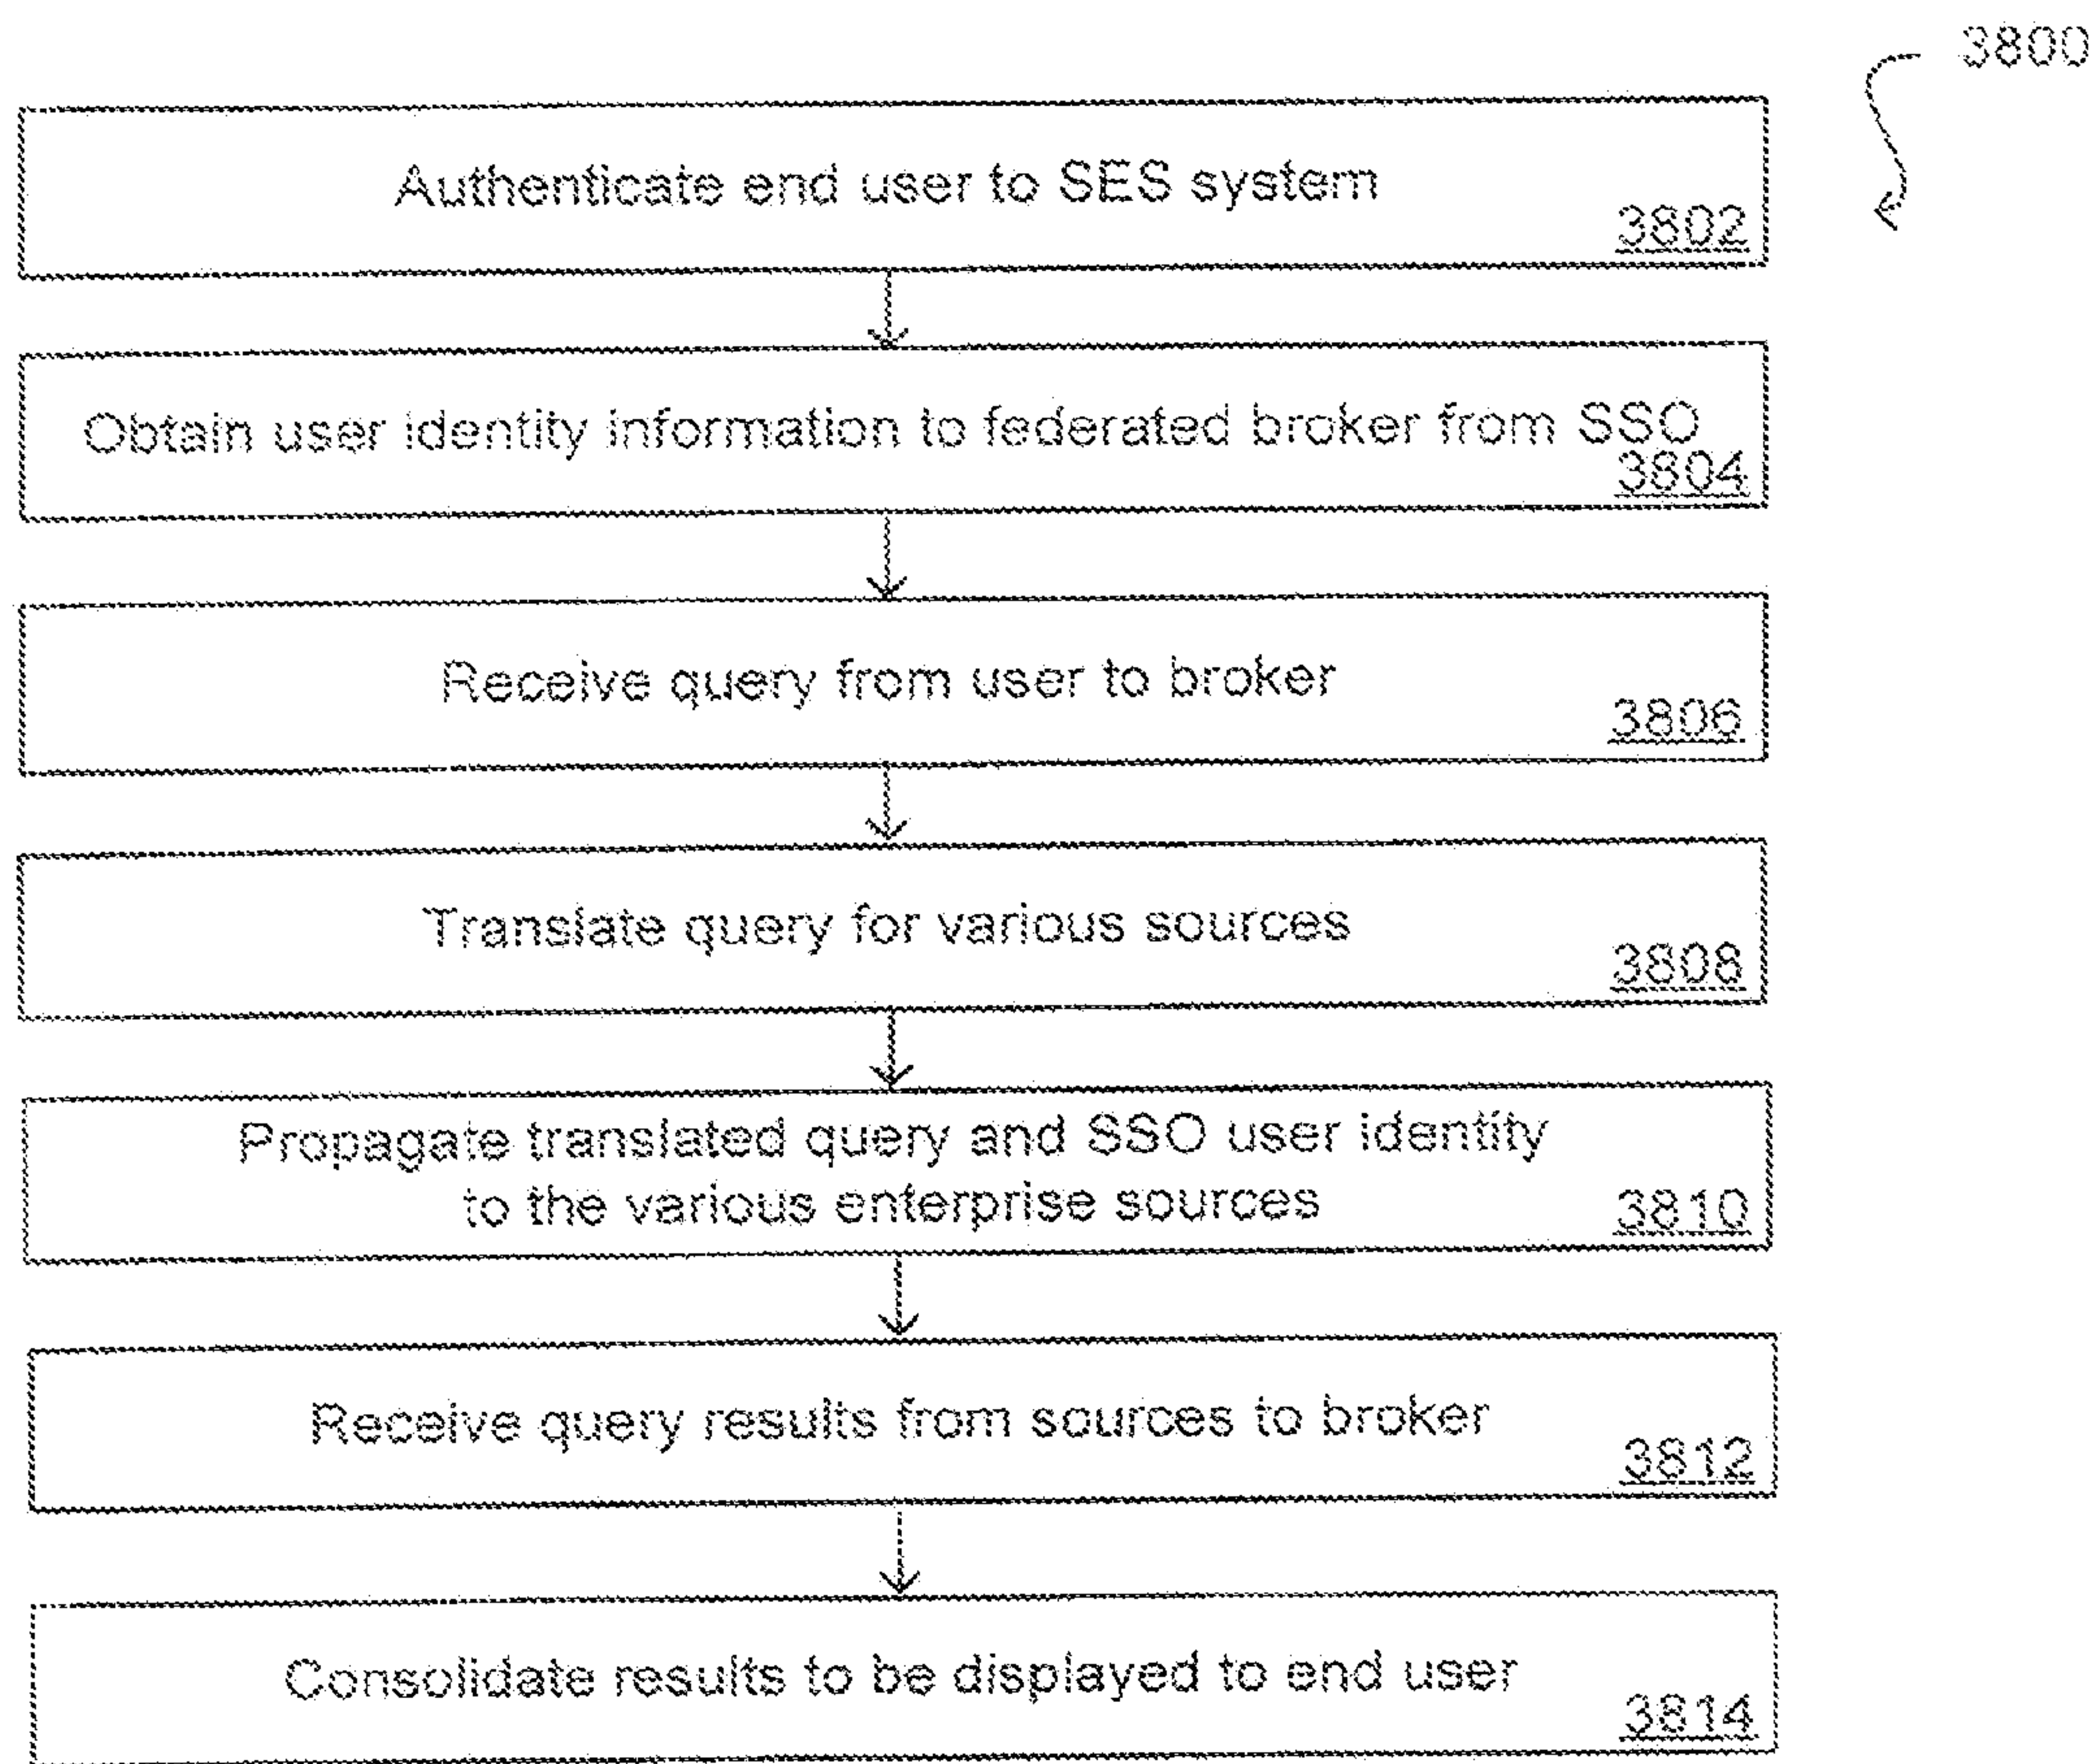 3800
Authenticate end user to SES system
3802
Obtain user identity information to federated broker from SSO
3804
Receive query from user to broker
3806
Translate query for various sources
3808
Propagate translated query and SSO user identity
to the various enterprise sources
3810
Receive query results from sources to broker
3812
Consolidate results to be displayed to end user
3814